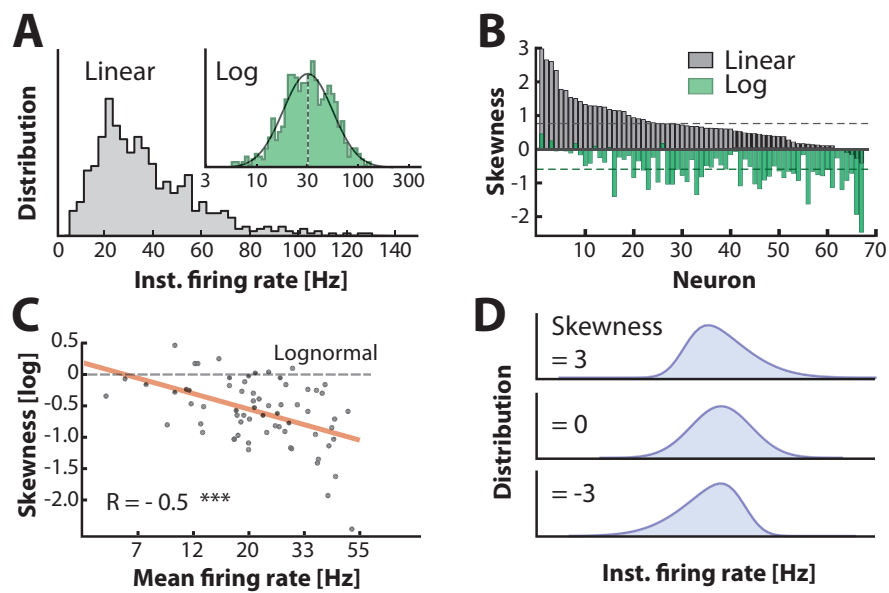 A
Linear
Log
Distribution
3 10 30 100 300
0 20 40 60 80 100 120 140
Inst. firing rate [Hz]
B
Linear
Log
Skewness
3
2
1
0
-1
-2
10 20 30 40 50 60 70
Neuron
C
Lognormal
Skewness [log]
0.5
0
-0.5
-1.0
-1.5
-2.0
R = - 0.5 ***
7 12 20 33 55
Mean firing rate [Hz]
D
Skewness
= 3
= 0
= -3
Distribution
Inst. firing rate [Hz]